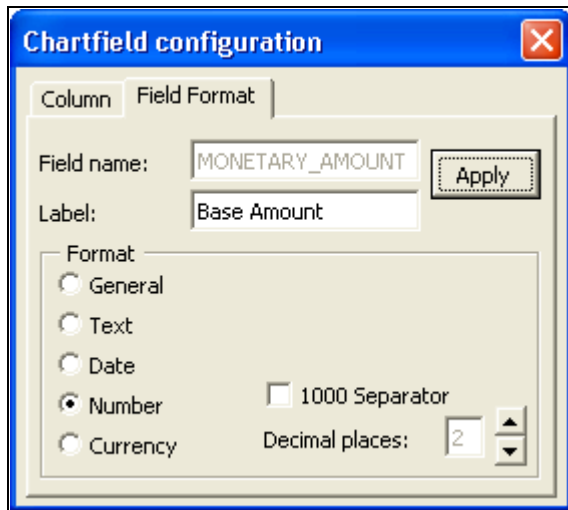 Chartfield configuration
Column Field Format
Field name: MONETARY_AMOUNT Apply
Label: Base Amount
Format
General
Text
Date
Number 1000 Separator
Currency Decimal places: 2